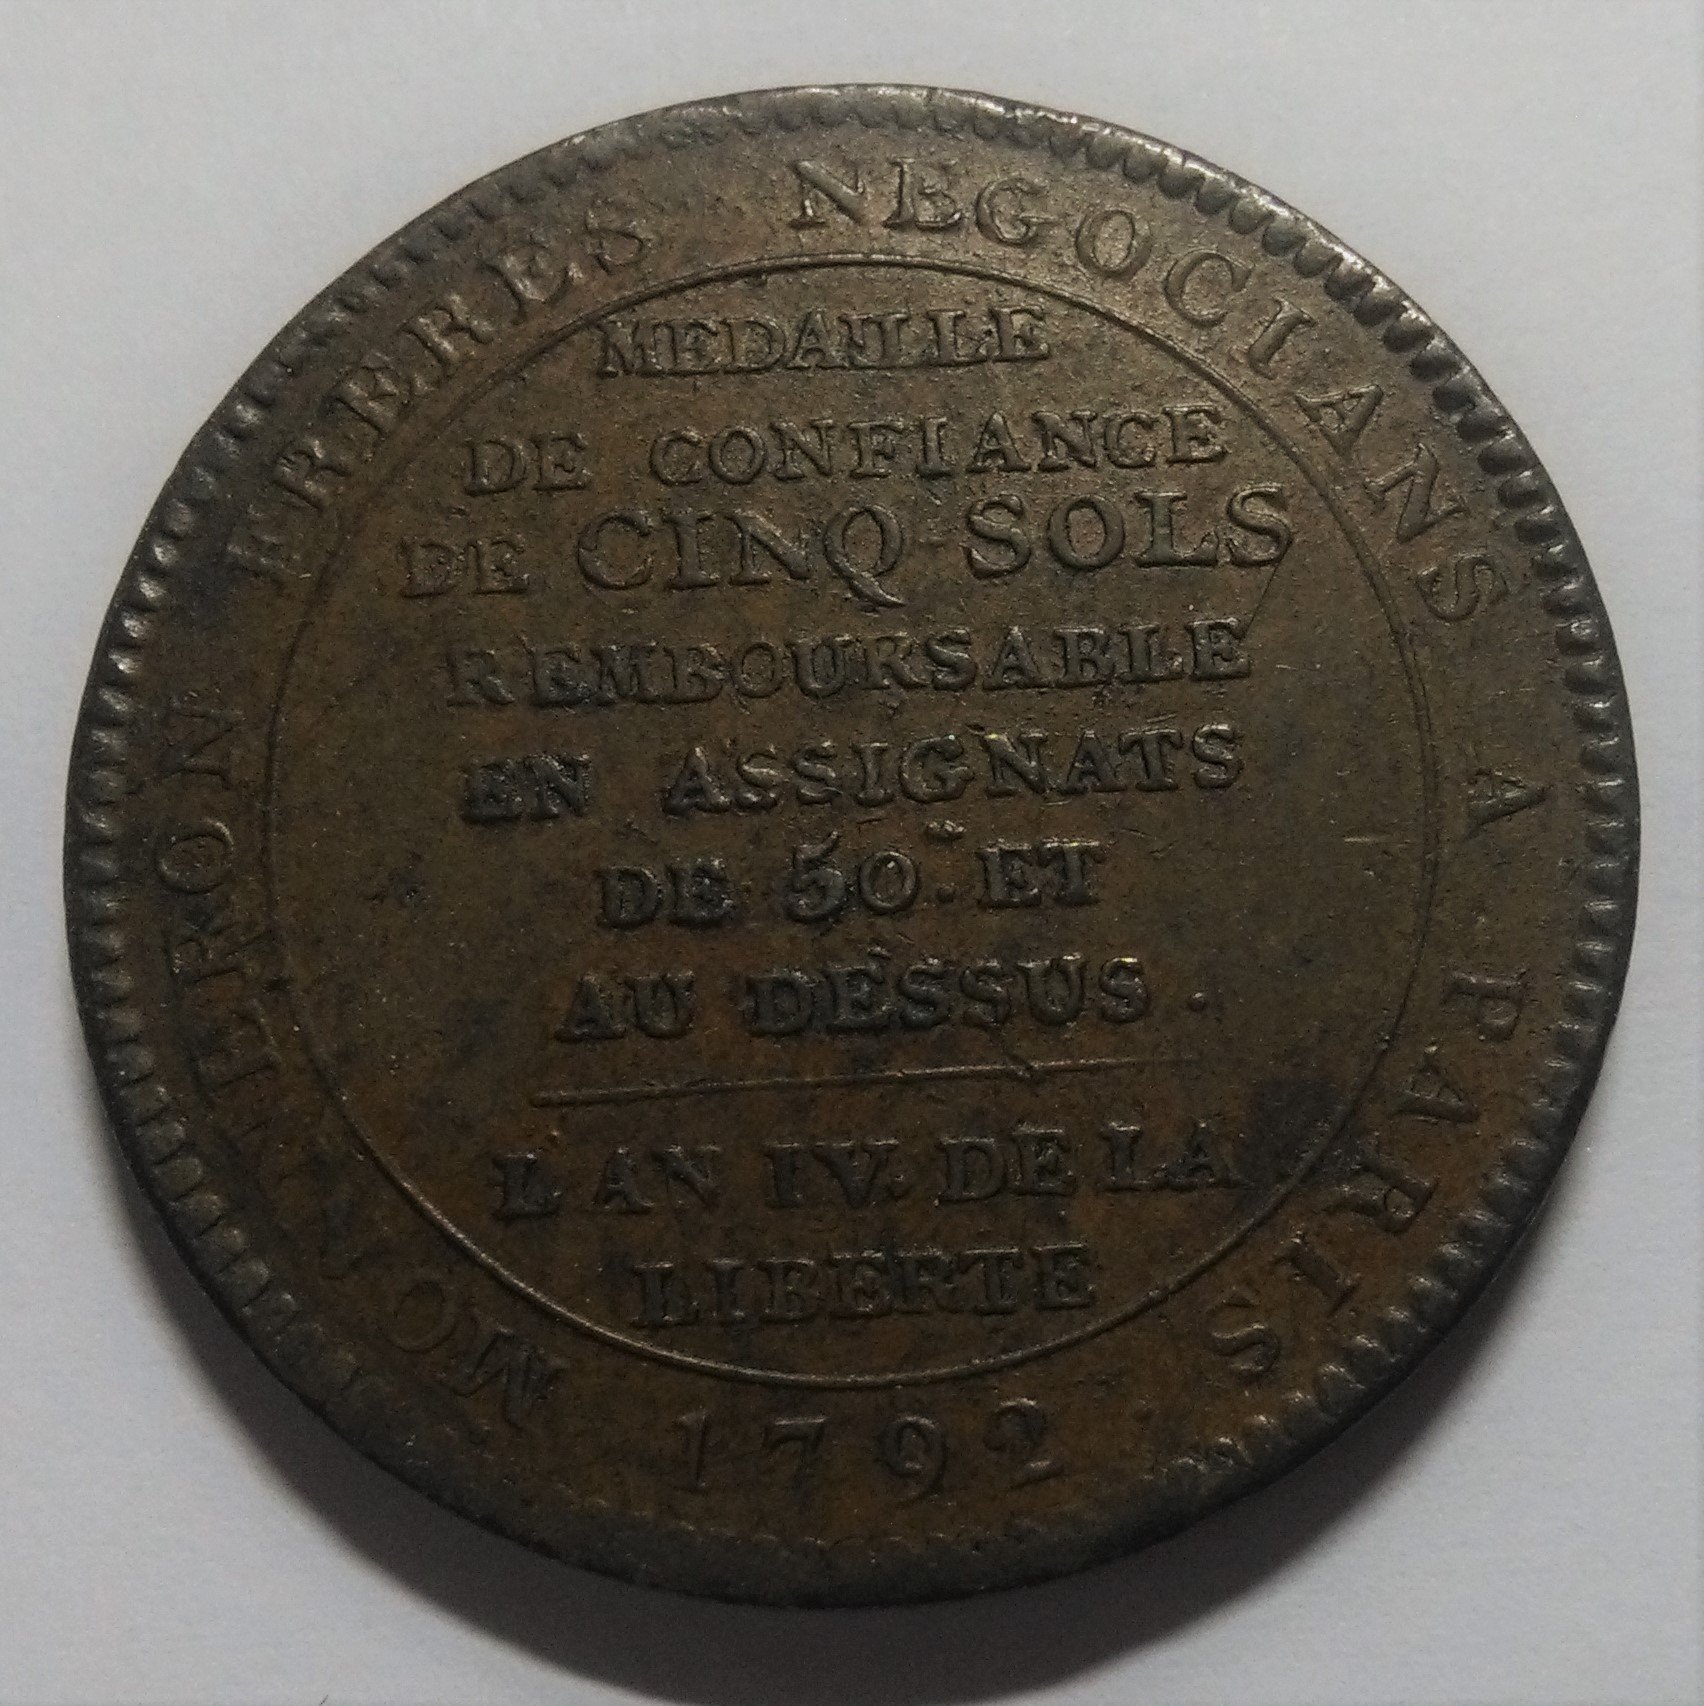 MONERON FRERES NEGOCIANS A PARIS
1792
MEDAILLE
DE CONFIANCE
DE CINQ SOLS
REMBOURSABLE
EN ASSIGNATS
DE 50.# ET
AU DESSUS.
L AN IV. DE LA
LIBERTE